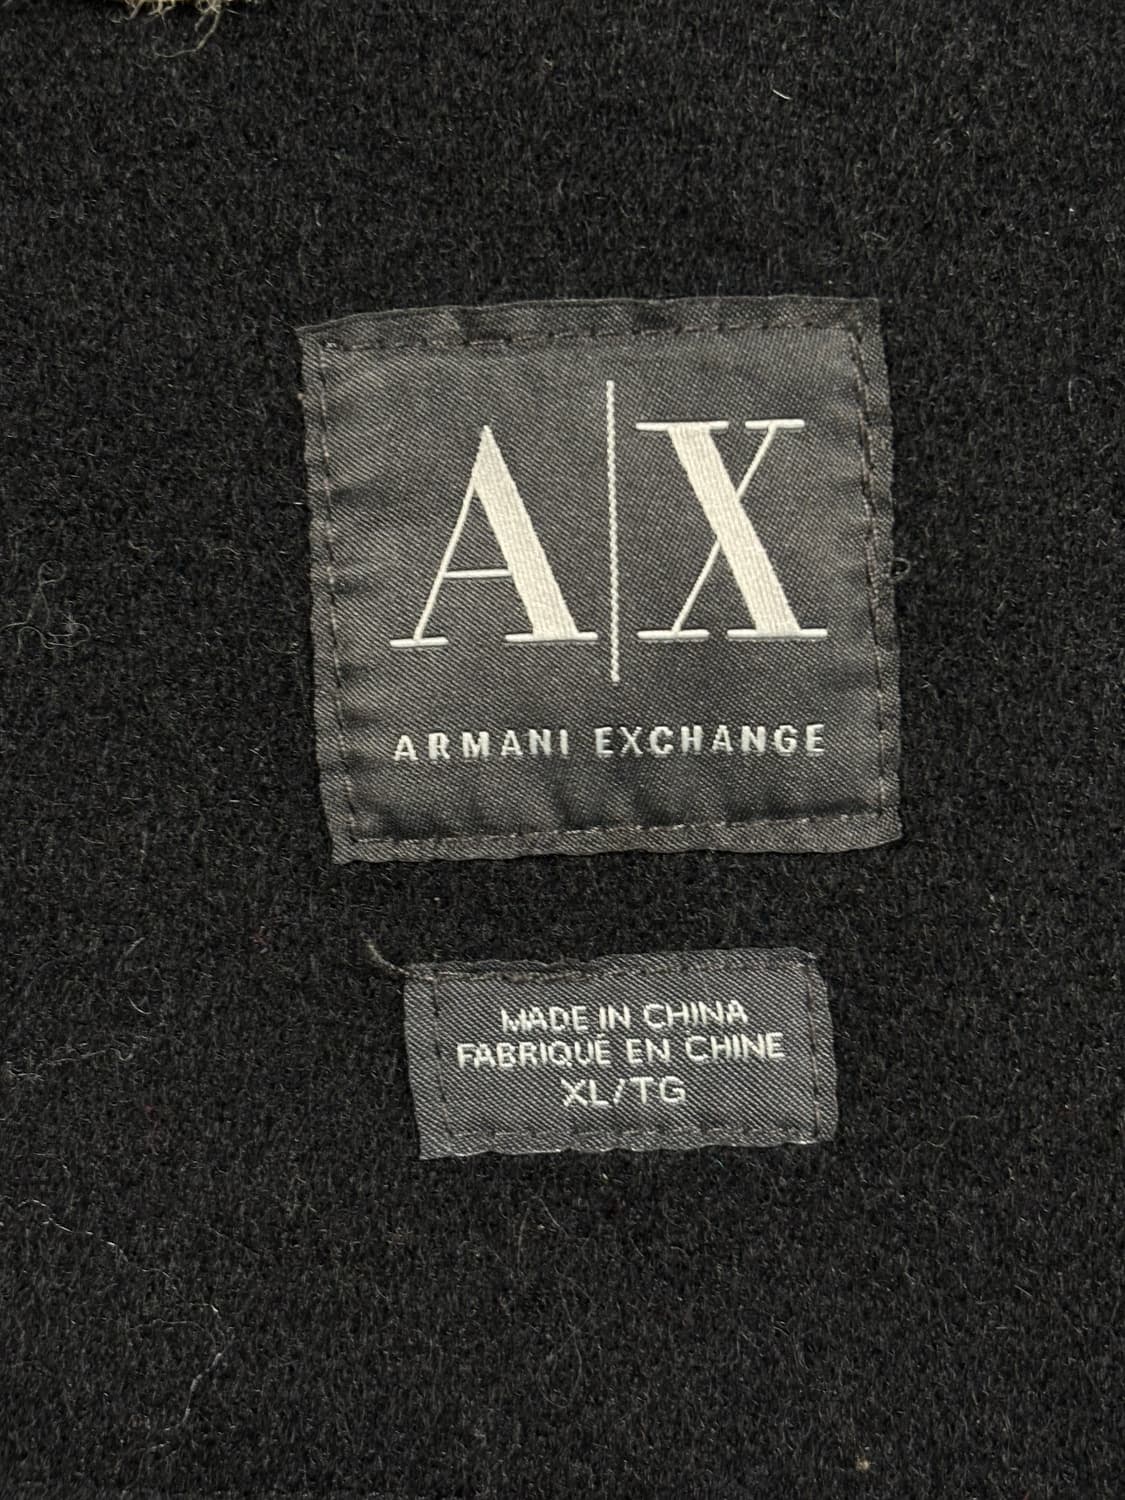 A|X
ARMANI EXCHANGE
MADE IN CHINA
FABRIQUE EN CHINE
XL/TG